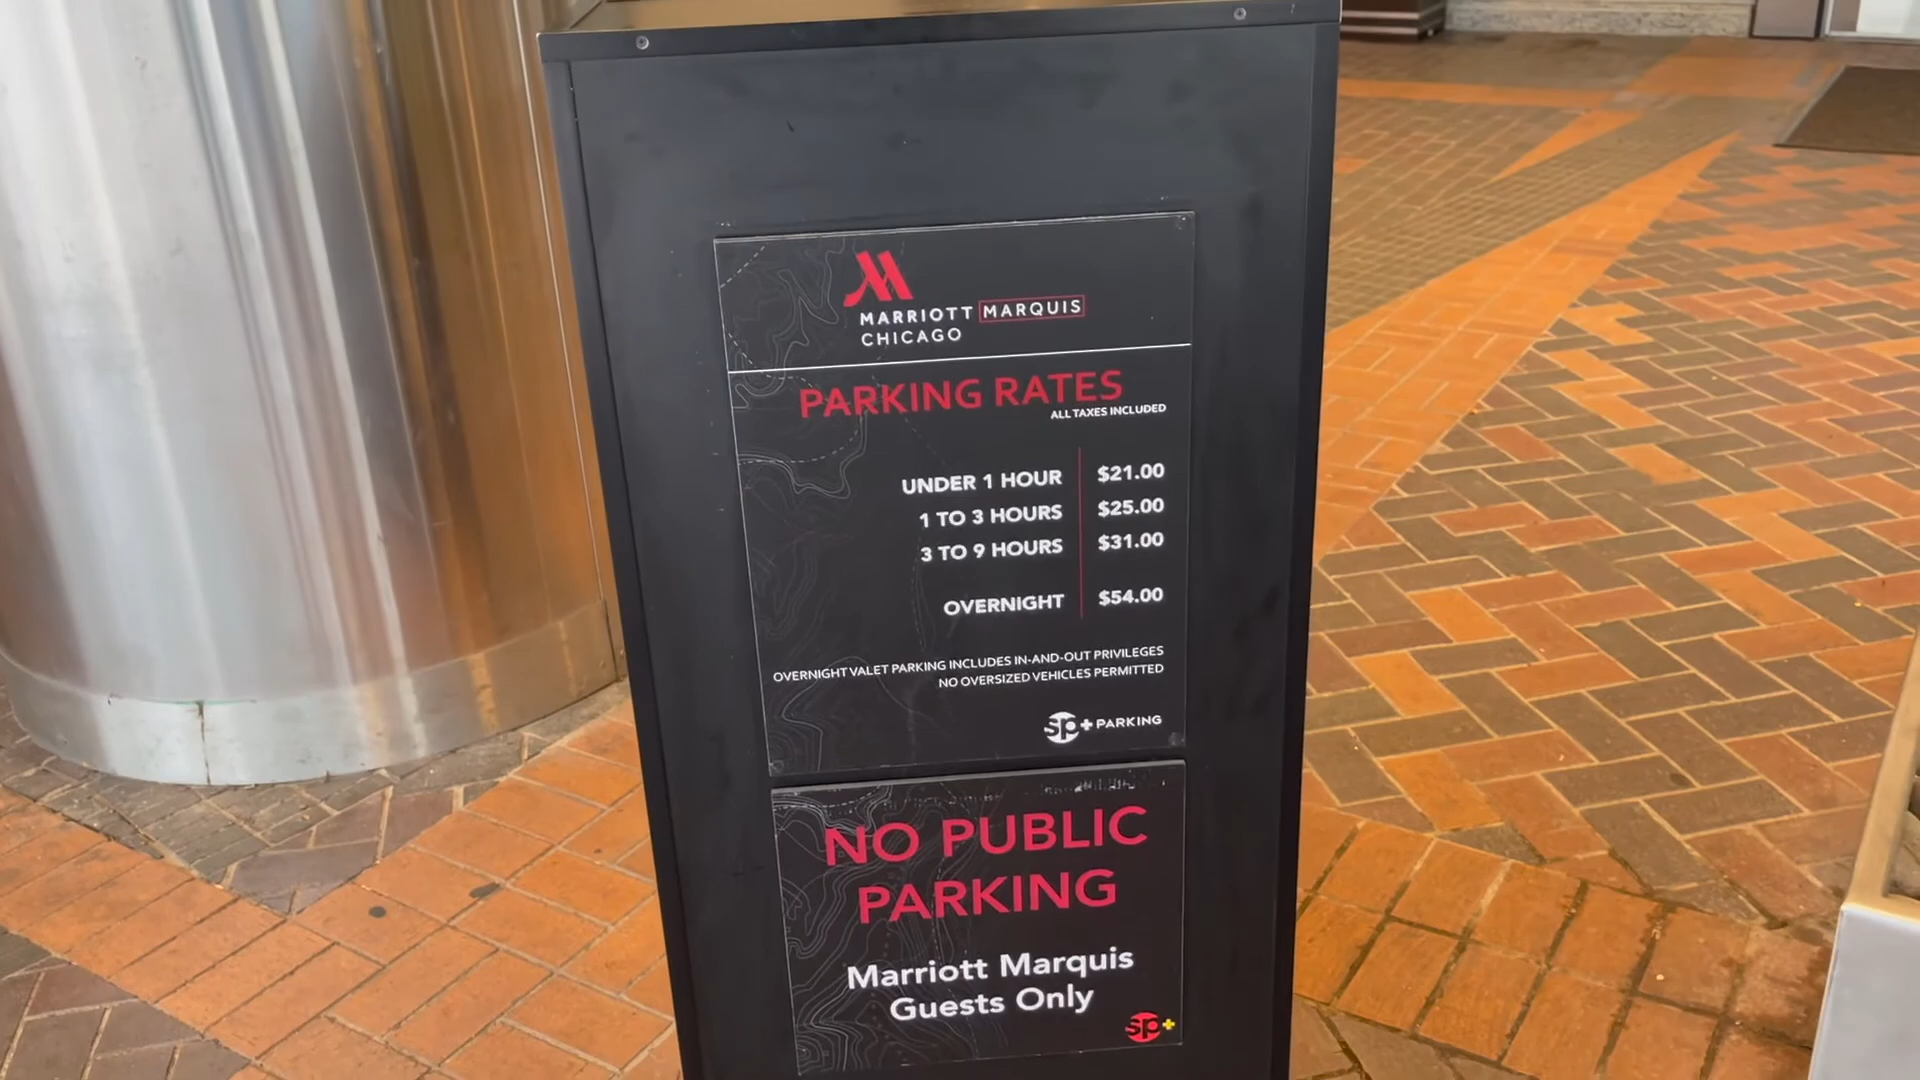 MARRIOTT MARQUIS
CHICAGO
PARKING RATES
ALL TAXES INCLUDED
UNDER 1 HOUR $21.00
1 TO 3 HOURS $25.00
3 TO 9 HOURS $31.00
OVERNIGHT $54.00
OVERNIGHT VALET PARKING INCLUDES IN-AND-OUT PRIVILEGES
NO OVERSIZED VEHICLES PERMITTED
sp+ PARKING
NO PUBLIC
PARKING
Marriott Marquis
Guests Only
sp+